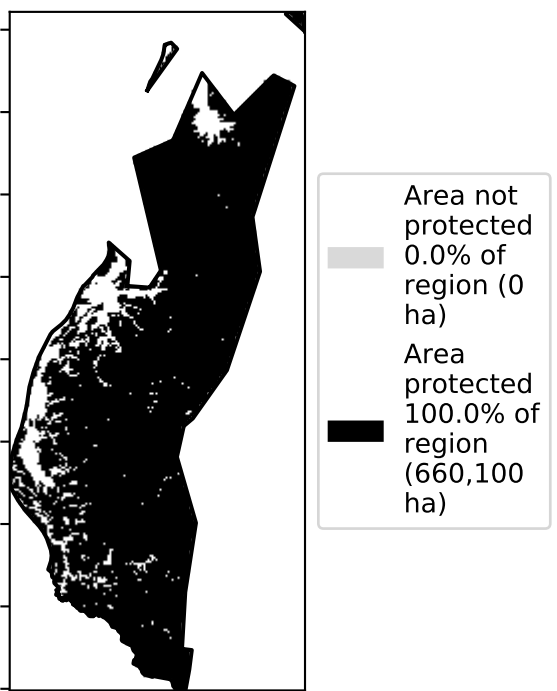 Area not
protected
0.0% of
region (0
ha)
Area
protected
100.0% of
region
(660,100
ha)